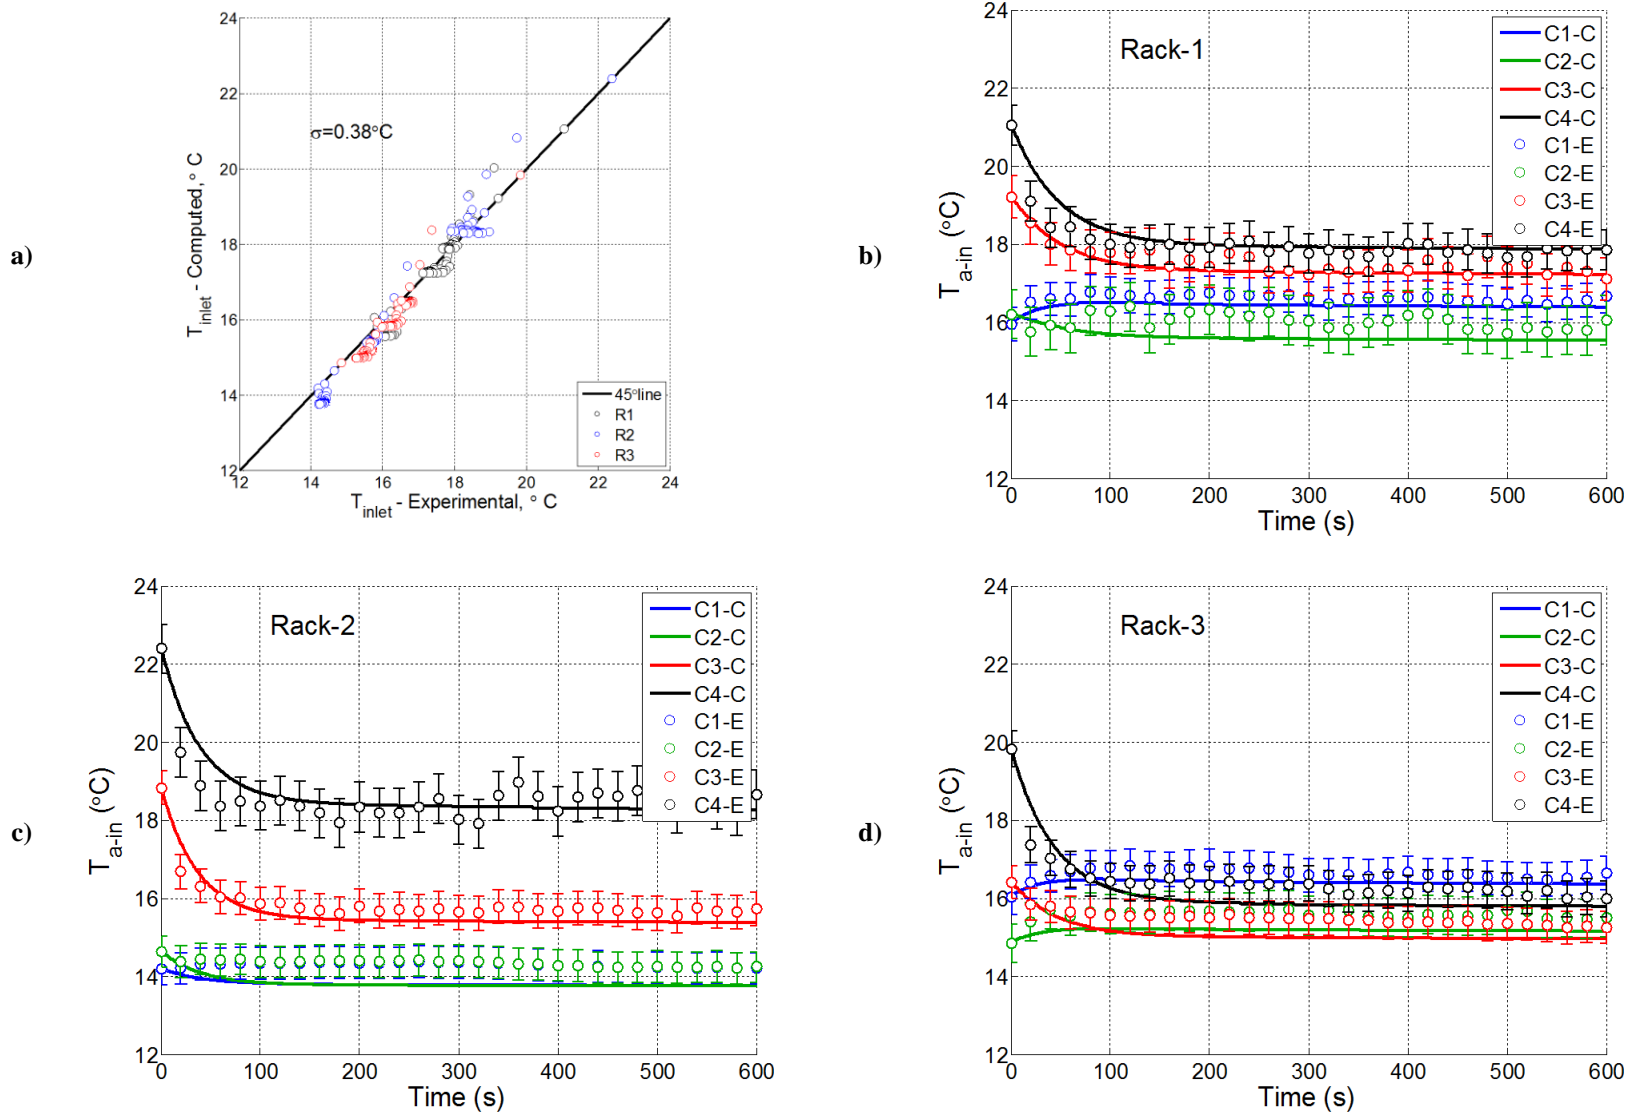 a)
24
22
20
18
16
14
12
12 14 16 18 20 22 24
T_inlet - Computed, ° C
T_inlet - Experimental, ° C
σ=0.38°C
45°line
R1
R2
R3
b)
Rack-1
24
22
20
18
16
14
12
0 100 200 300 400 500 600
T_a-in (°C)
Time (s)
C1-C
C2-C
C3-C
C4-C
C1-E
C2-E
C3-E
C4-E
c)
Rack-2
24
22
20
18
16
14
12
0 100 200 300 400 500 600
T_a-in (°C)
Time (s)
C1-C
C2-C
C3-C
C4-C
C1-E
C2-E
C3-E
C4-E
d)
Rack-3
24
22
20
18
16
14
12
0 100 200 300 400 500 600
T_a-in (°C)
Time (s)
C1-C
C2-C
C3-C
C4-C
C1-E
C2-E
C3-E
C4-E